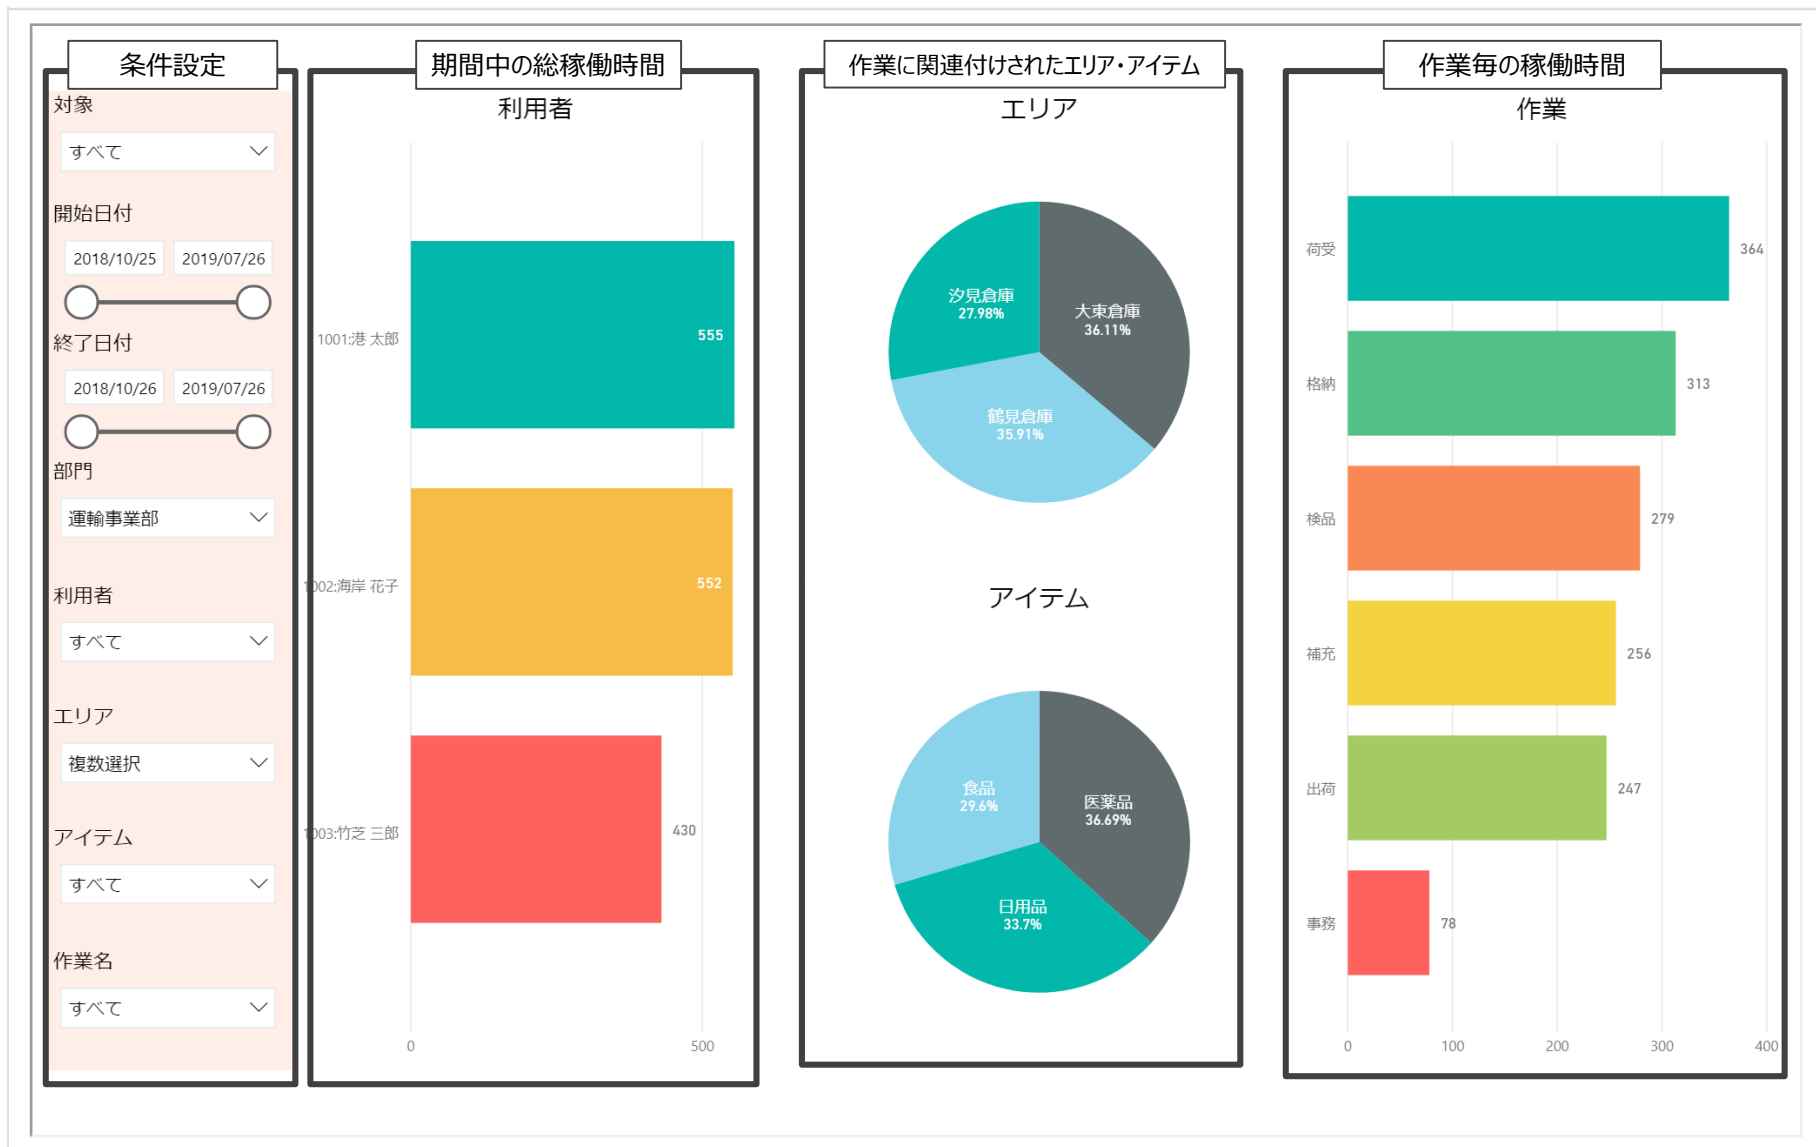 条件設定
対象
すべて
開始日付
2018/10/25 2019/07/26
終了日付
2018/10/26 2019/07/26
部門
運輸事業部
利用者
すべて
エリア
複数選択
アイテム
すべて
作業名
すべて
期間中の総稼働時間
利用者
1001:港 太郎 555
1002:海岸 花子 552
1003:竹芝 三郎 430
0 500
作業に関連付けされたエリア・アイテム
エリア
汐見倉庫
27.98%
大東倉庫
36.11%
鶴見倉庫
35.91%
アイテム
食品
29.6%
医薬品
36.69%
日用品
33.7%
作業毎の稼働時間
作業
荷受 364
格納 313
検品 279
補充 256
出荷 247
事務 78
0 100 200 300 400